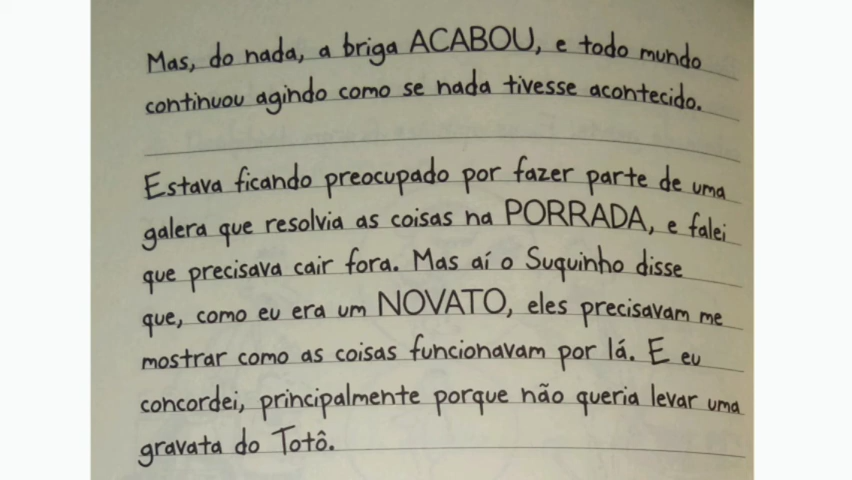 Mas, do nada, a briga ACABOU, e todo mundo
continuou agindo como se nada tivesse acontecido.
Estava ficando preocupado por fazer parte de uma
galera que resolvia as coisas na PORRADA, e falei
que precisava cair fora. Mas aí o Suquinho disse
que, como eu era um NOVATO, eles precisavam me
mostrar como as coisas funcionavam por lá. E eu
concordei, principalmente porque não queria levar uma
gravata do Totô.